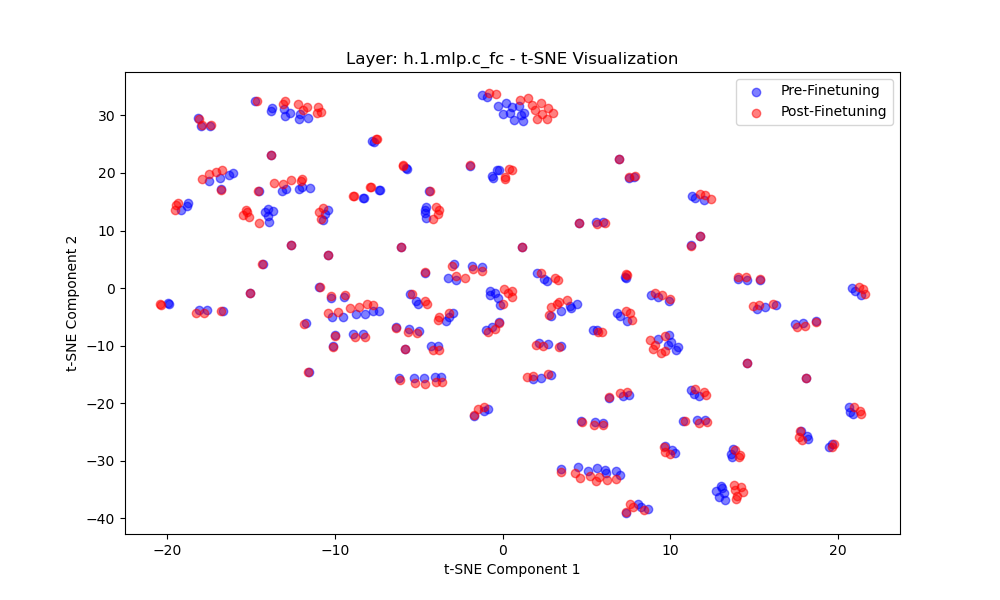 Layer: h.1.mlp.c_fc - t-SNE Visualization
Pre-Finetuning
Post-Finetuning
30
20
10
0
−10
−20
−30
−40
t-SNE Component 2
−20
−10
0
10
20
t-SNE Component 1